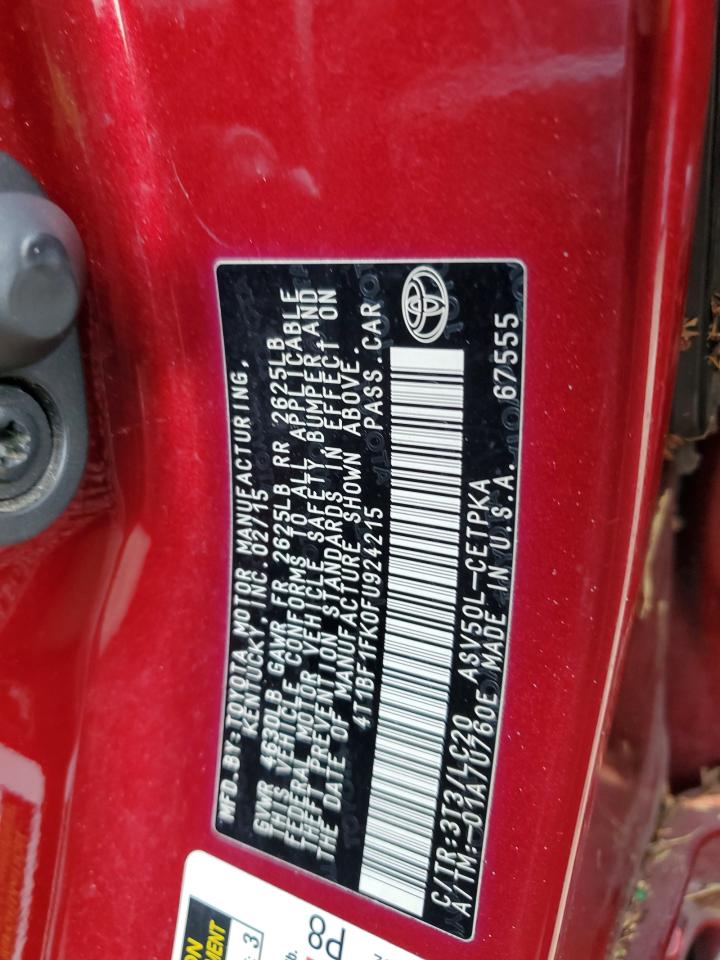 MFD.BY:TOYOTA MOTOR MANUFACTURING,
KENTUCKY,INC.02/15
GVWR 4630LB GAWR FR 2625LB RR 2625LB
THIS VEHICLE CONFORMS TO ALL APPLICABLE
FEDERAL MOTOR VEHICLE SAFETY,BUMPER,AND
THEFT PREVENTION STANDARDS IN EFFECT ON
THE DATE OF MANUFACTURE SHOWN ABOVE.
4T1BF1FK0FU924215 PASS.CAR
C/TR:3T3/LC20 ASV50L-CETPKA 67555
A/TM:-01A/U760E MADE IN U.S.A.
3
8